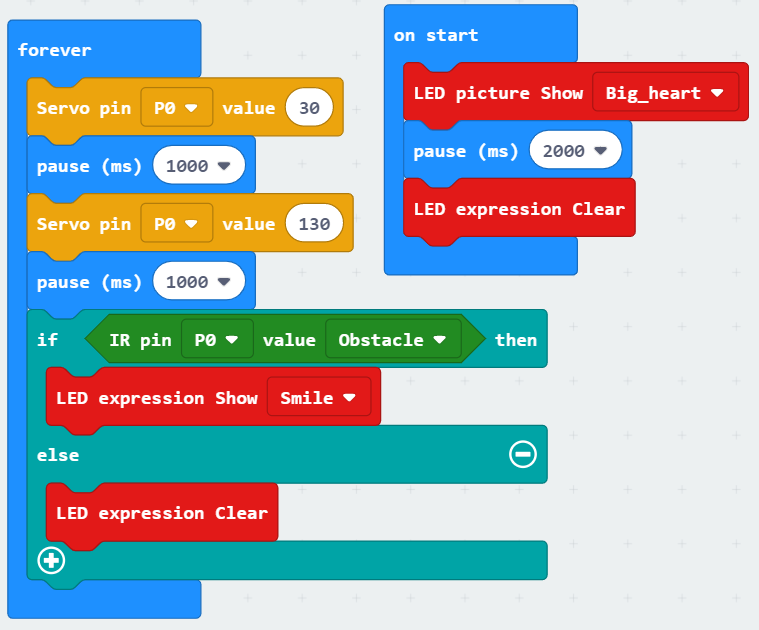 forever
Servo pin P0 value 30
pause (ms) 1000
Servo pin P0 value 130
pause (ms) 1000
if IR pin P0 value Obstacle then
LED expression Show Smile
else
LED expression Clear
on start
LED picture Show Big_heart
pause (ms) 2000
LED expression Clear